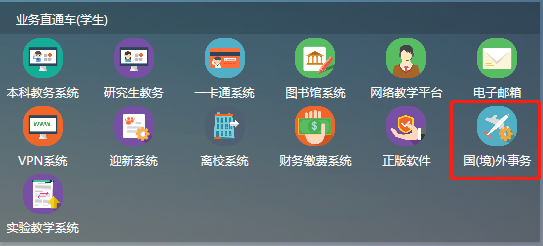 业务直通车(学生)
本科教务系统 研究生教务 一卡通系统 图书馆系统 网络教学平台 电子邮箱
WWW.
VPN系统 迎新系统 离校系统 财务缴费系统 正版软件 国(境)外事务
实验教学系统